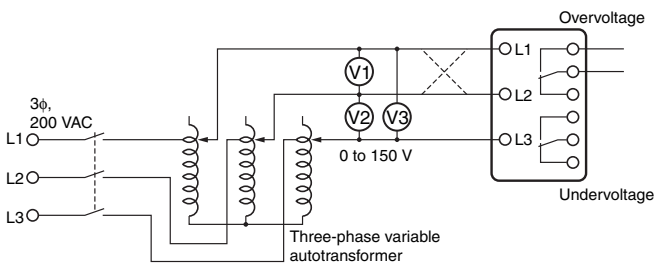 Overvoltage
L1
V1
3ϕ,
200 VAC
L2
V2
V3
L1
L3
0 to 150 V
L2
Undervoltage
L3
Three-phase variable
autotransformer